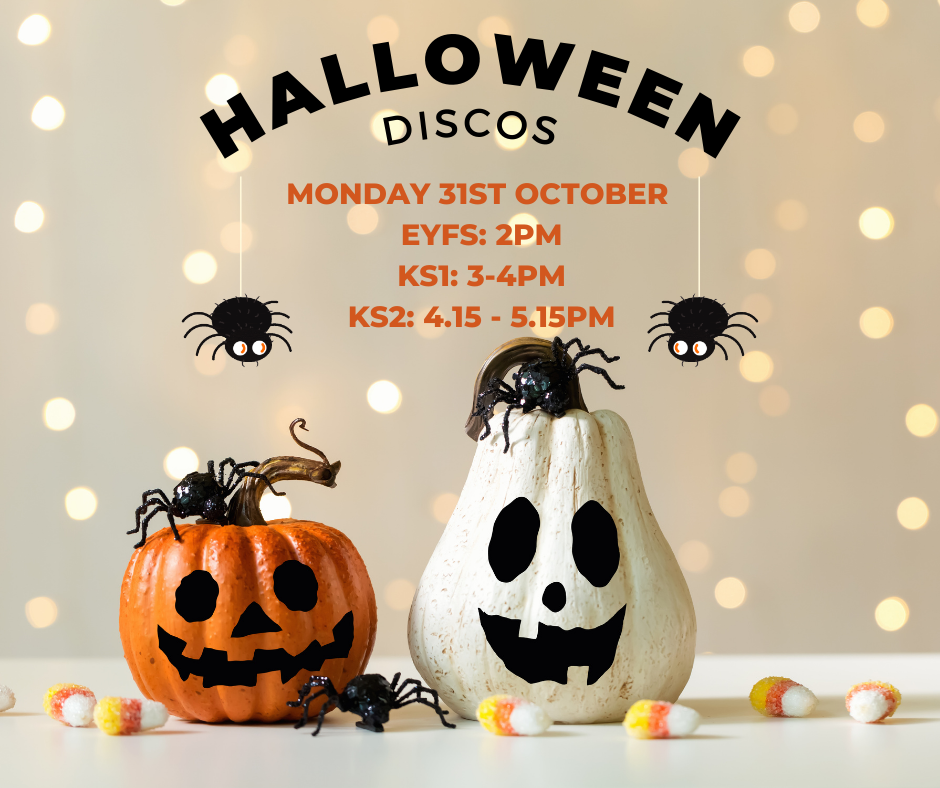 HALLOWEEN
DISCOS
MONDAY 31ST OCTOBER
EYFS: 2PM
KS1: 3-4PM
KS2: 4.15 - 5.15PM